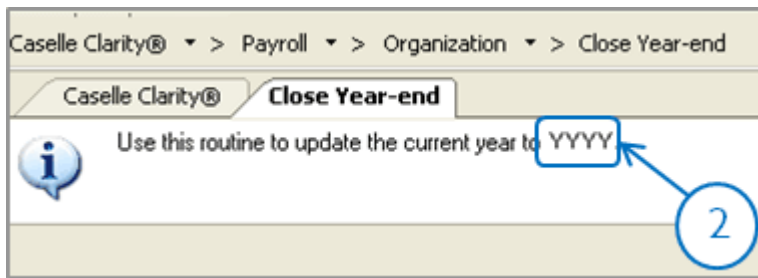 Caselle Clarity® > Payroll > Organization > Close Year-end
Caselle Clarity® Close Year-end
Use this routine to update the current year to YYYY.
2